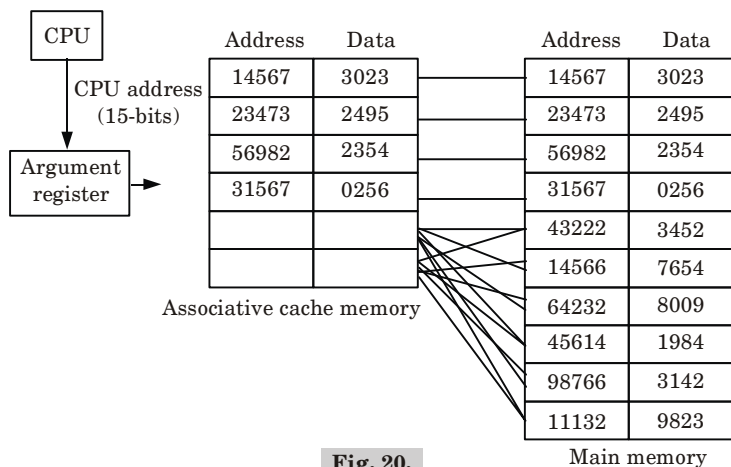 CPU
CPU address
(15-bits)
Argument
register
Address Data
14567 3023
23473 2495
56982 2354
31567 0256
Associative cache memory
Address Data
14567 3023
23473 2495
56982 2354
31567 0256
43222 3452
14566 7654
64232 8009
45614 1984
98766 3142
11132 9823
Main memory
Fig. 20.